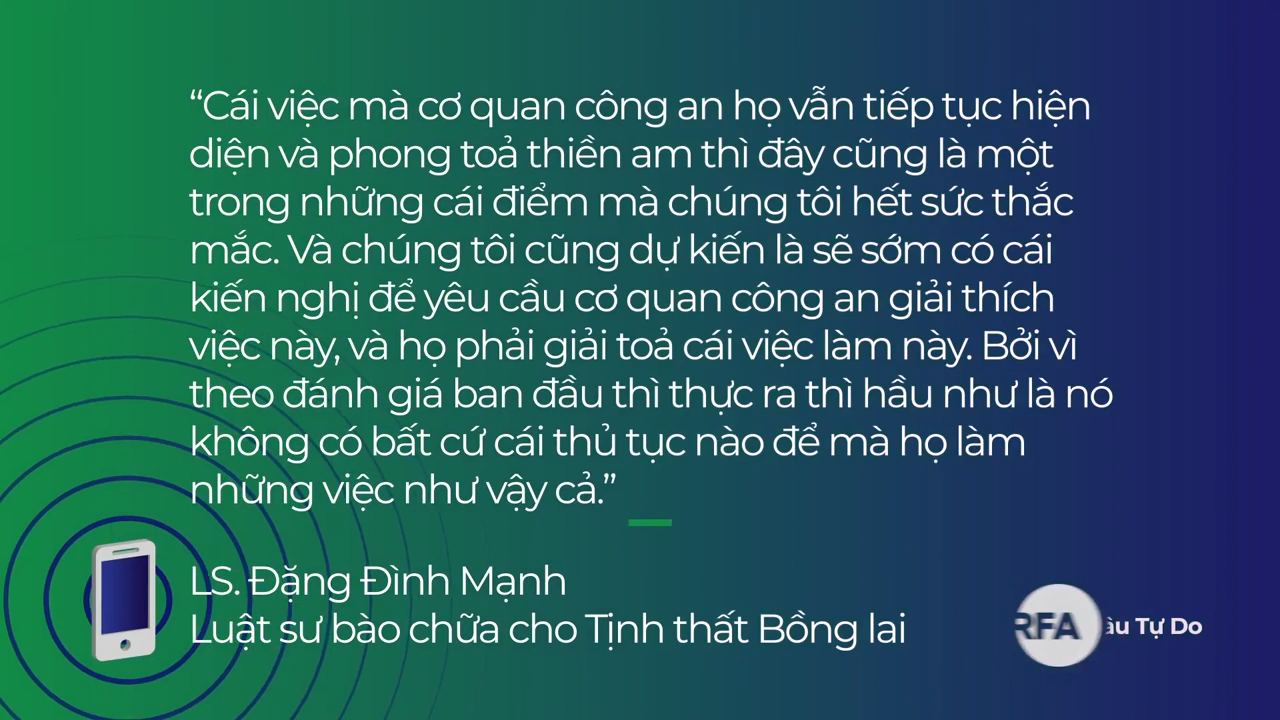 “Cái việc mà cơ quan công an họ vẫn tiếp tục hiện
diện và phong toả thiền am thì đây cũng là một
trong những cái điểm mà chúng tôi hết sức thắc
mắc. Và chúng tôi cũng dự kiến là sẽ sớm có cái
kiến nghị để yêu cầu cơ quan công an giải thích
việc này, và họ phải giải toả cái việc làm này. Bởi vì
theo đánh giá ban đầu thì thực ra thì hầu như là nó
không có bất cứ cái thủ tục nào để mà họ làm
những việc như vậy cả.”
LS. Đặng Đình Mạnh
Luật sư bào chữa cho Tịnh thất Bồng lai
RFA Tự Do